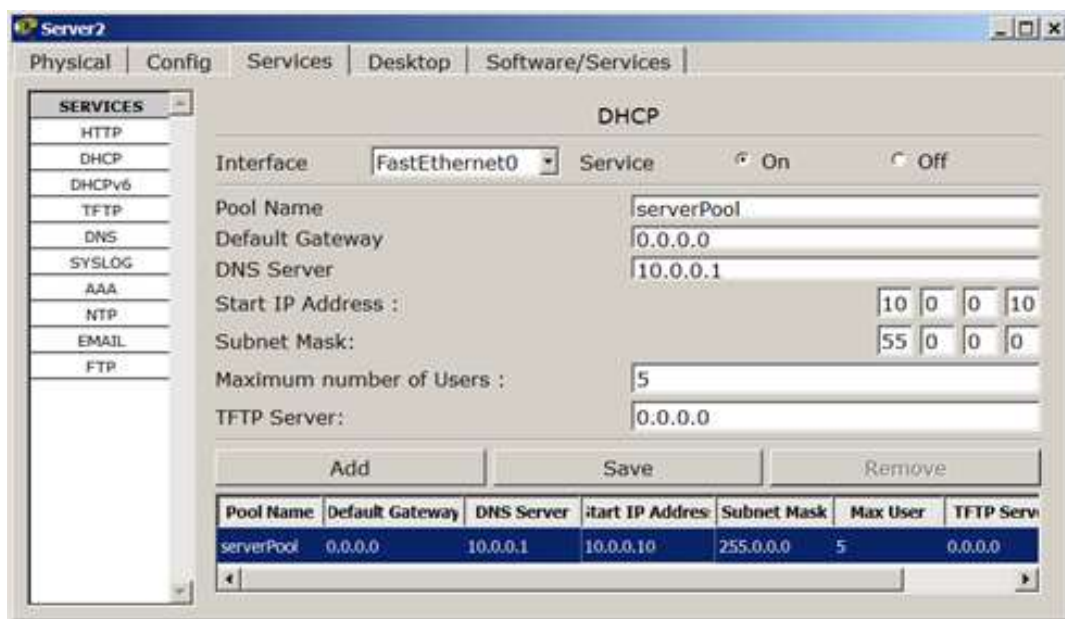 Server2
Physical Config Services Desktop Software/Services
SERVICES
HTTP
DHCP
DHCPv6
TFTP
DNS
SYSLOG
AAA
NTP
EMAIL
FTP
DHCP
Interface FastEthernet0 Service On Off
Pool Name serverPool
Default Gateway 0.0.0.0
DNS Server 10.0.0.1
Start IP Address : 10 0 0 10
Subnet Mask: 55 0 0 0
Maximum number of Users : 5
TFTP Server: 0.0.0.0
Add Save Remove
Pool Name Default Gateway DNS Server itart IP Addres Subnet Mask Max User TFTP Serv
serverPool 0.0.0.0 10.0.0.1 10.0.0.10 255.0.0.0 5 0.0.0.0